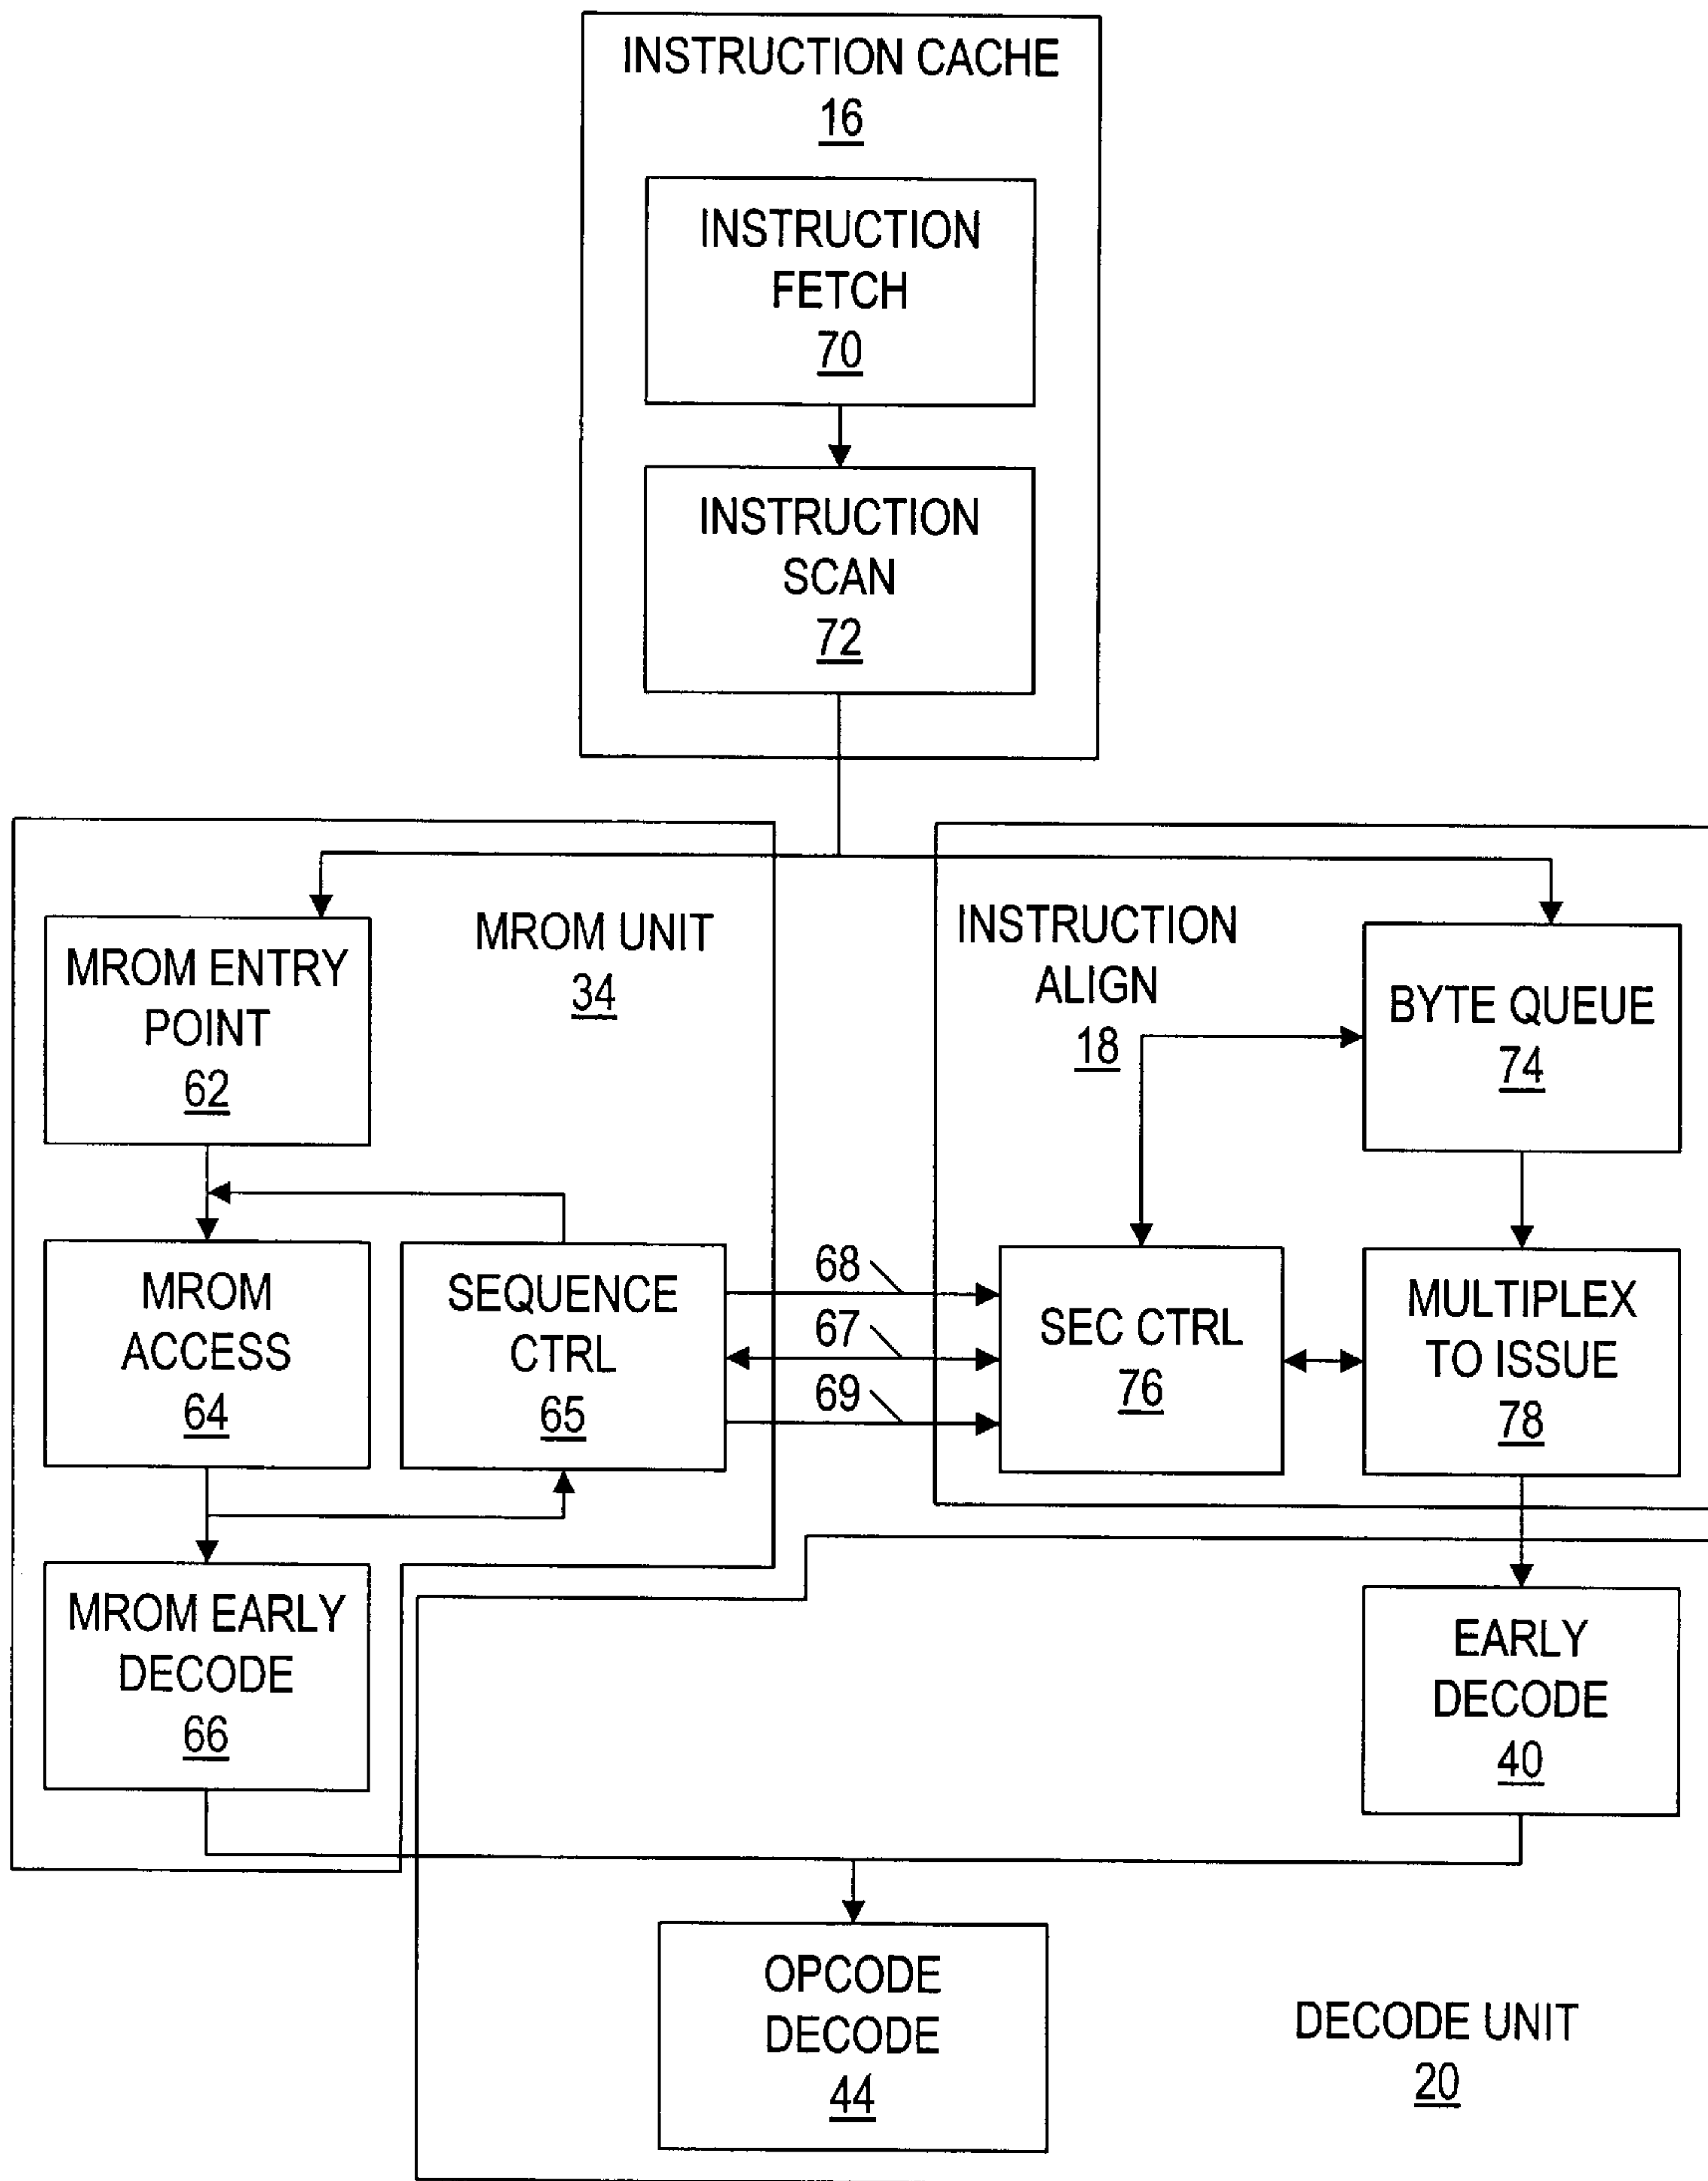 INSTRUCTION CACHE
16
INSTRUCTION
FETCH
70
INSTRUCTION
SCAN
72
MROM UNIT
34
MROM ENTRY
POINT
62
INSTRUCTION
ALIGN
18
BYTE QUEUE
74
MROM
ACCESS
64
SEQUENCE
CTRL
65
68
67
69
SEC CTRL
76
MULTIPLEX
TO ISSUE
78
MROM EARLY
DECODE
66
EARLY
DECODE
40
OPCODE
DECODE
44
DECODE UNIT
20